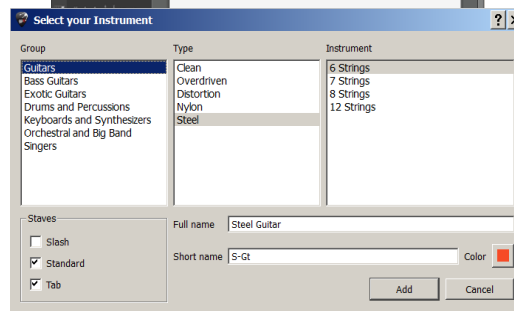 Select your Instrument
?
Group Type Instrument
Guitars
Bass Guitars
Exotic Guitars
Drums and Percussions
Keyboards and Synthesizers
Orchestral and Big Band
Singers
Clean
Overdriven
Distortion
Nylon
Steel
6 Strings
7 Strings
8 Strings
12 Strings
Staves
Slash
Standard
Tab
Full name Steel Guitar
Short name S-Gt Color
Add Cancel